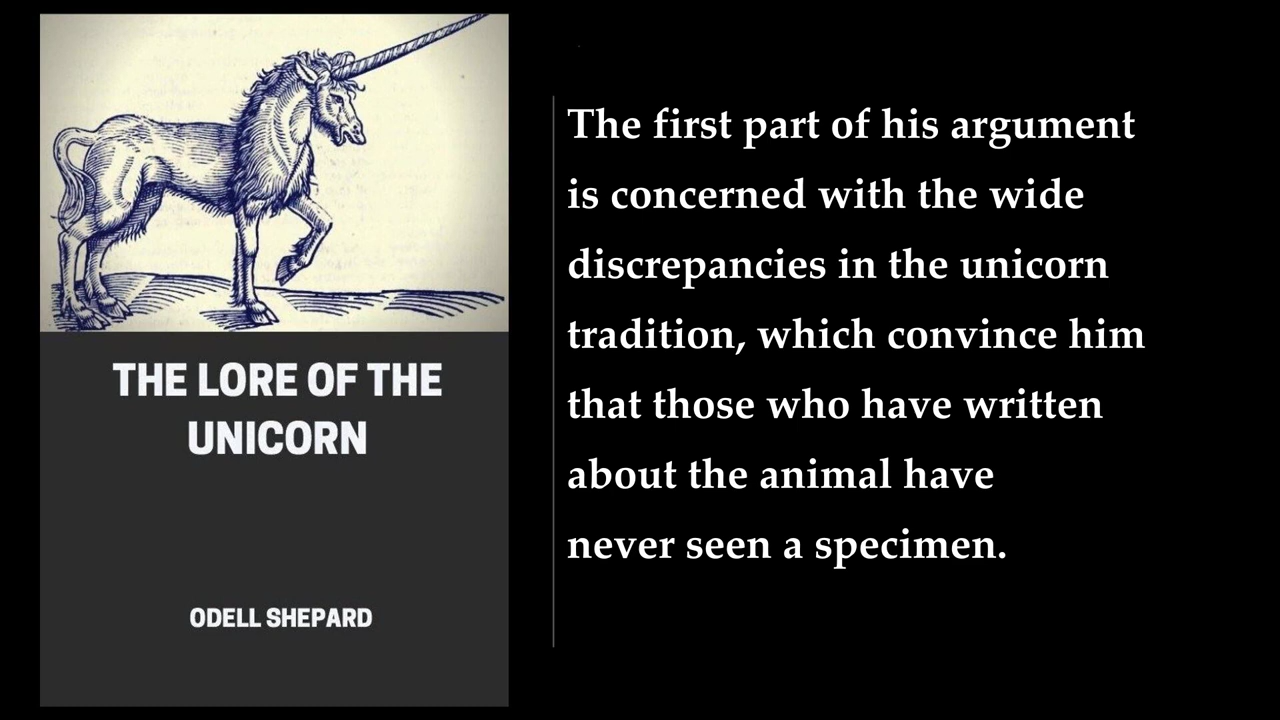 THE LORE OF THE
UNICORN
ODELL SHEPARD
The first part of his argument
is concerned with the wide
discrepancies in the unicorn
tradition, which convince him
that those who have written
about the animal have
never seen a specimen.